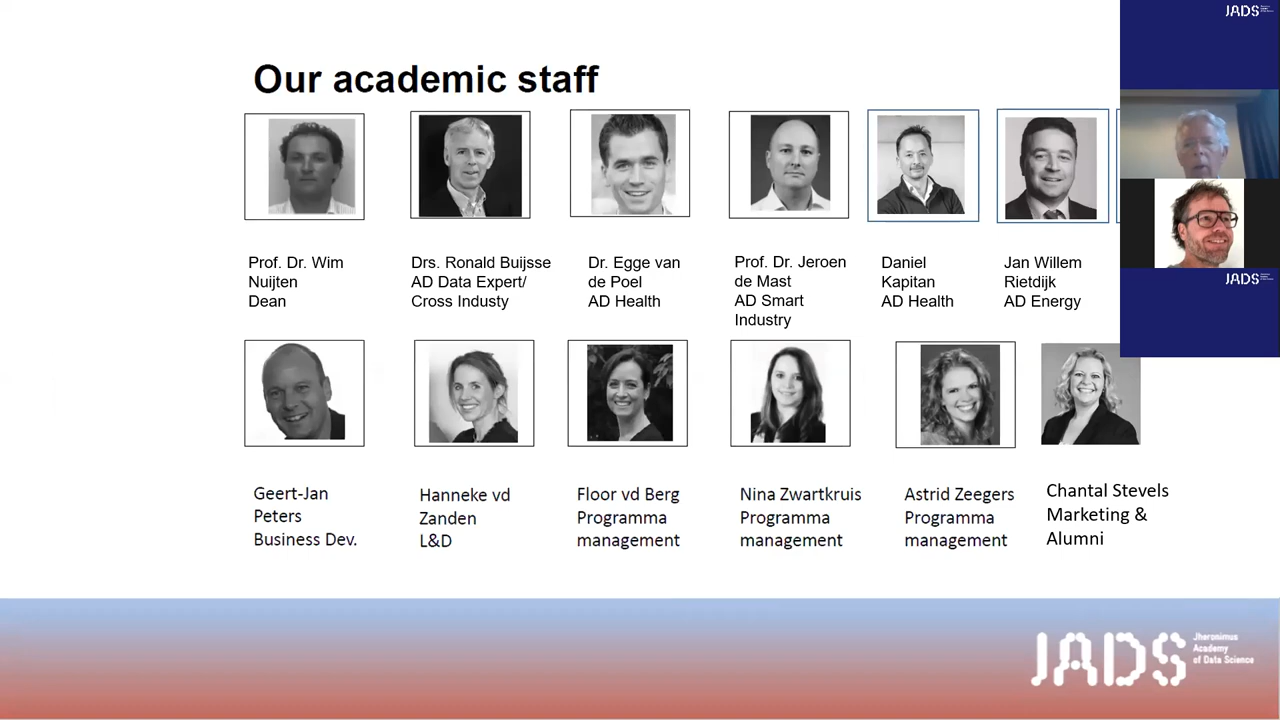 JADS
Our academic staff
Prof. Dr. Wim
Nuijten
Dean
Drs. Ronald Buijsse
AD Data Expert/
Cross Industy
Dr. Egge van
de Poel
AD Health
Prof. Dr. Jeroen
de Mast
AD Smart
Industry
Daniel
Kapitan
AD Health
Jan Willem
Rietdijk
AD Energy
JADS
Geert-Jan
Peters
Business Dev.
Hanneke vd
Zanden
L&D
Floor vd Berg
Programma
management
Nina Zwartkruis
Programma
management
Astrid Zeegers
Programma
management
Chantal Stevels
Marketing &
Alumni
JADS
Jheronimus
Academy
of Data Science